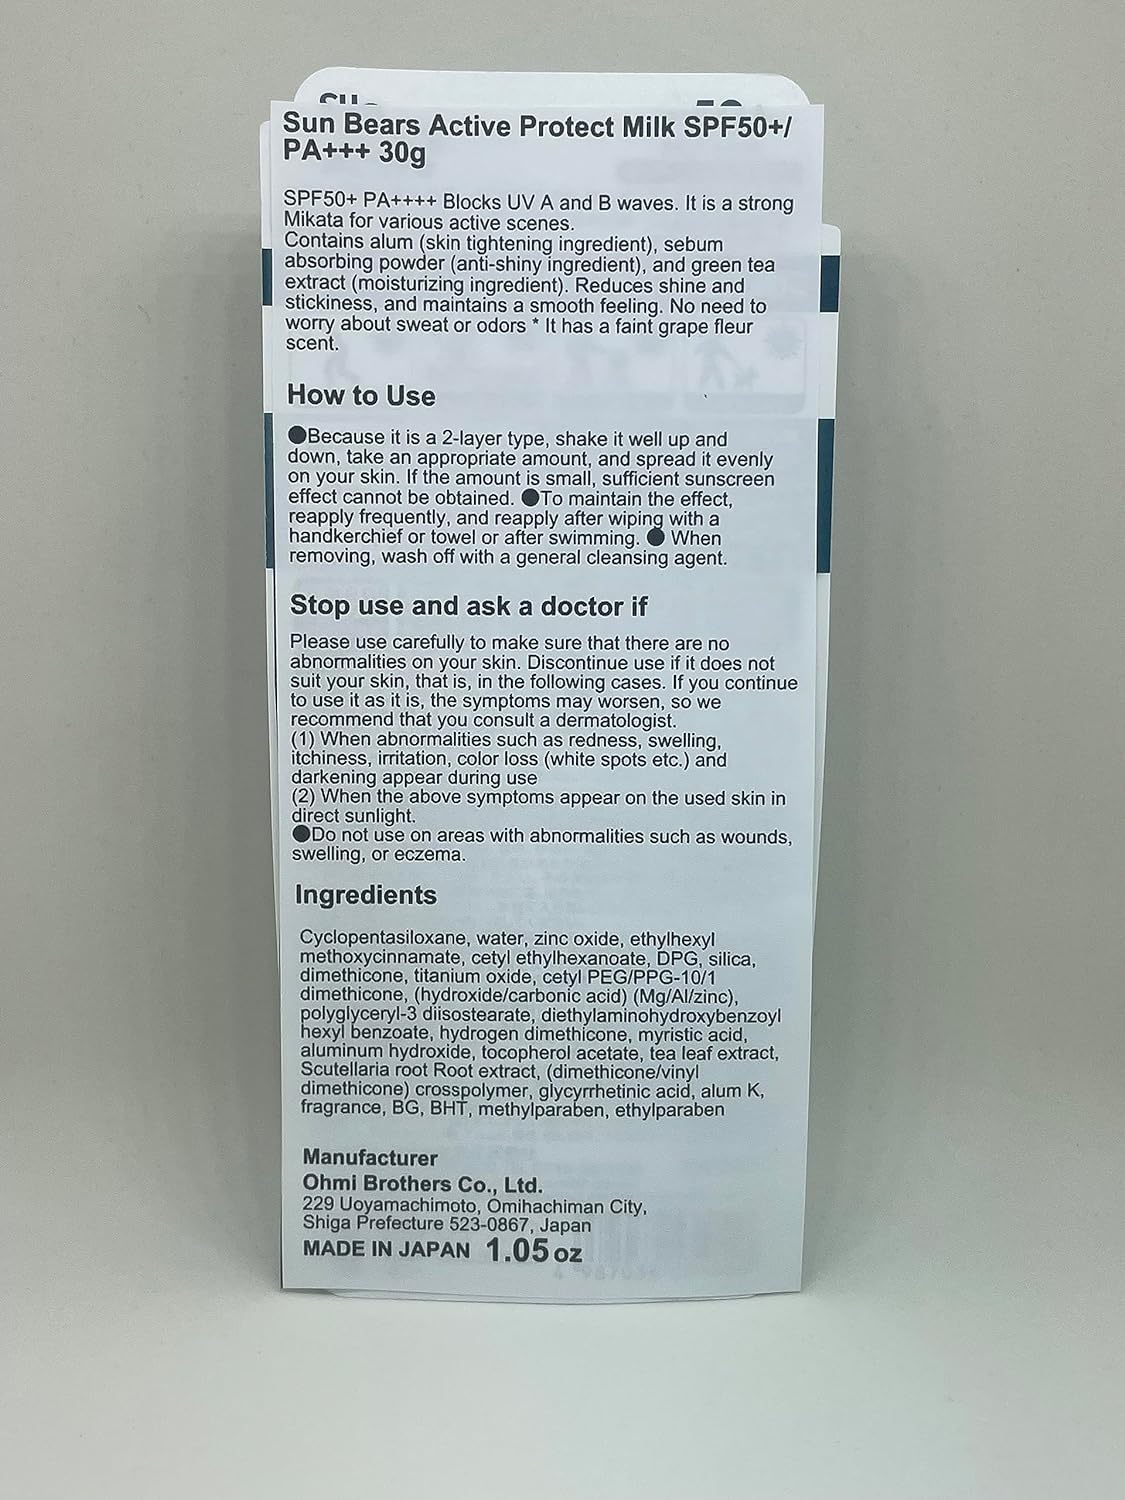 Sun Bears Active Protect Milk SPF50+/
PA+++ 30g
SPF50+ PA++++ Blocks UV A and B waves. It is a strong
Mikata for various active scenes.
Contains alum (skin tightening ingredient), sebum
absorbing powder (anti-shiny ingredient), and green tea
extract (moisturizing ingredient). Reduces shine and
stickiness, and maintains a smooth feeling. No need to
worry about sweat or odors * It has a faint grape fleur
scent.
How to Use
●Because it is a 2-layer type, shake it well up and
down, take an appropriate amount, and spread it evenly
on your skin. If the amount is small, sufficient sunscreen
effect cannot be obtained. ●To maintain the effect,
reapply frequently, and reapply after wiping with a
handkerchief or towel or after swimming. ● When
removing, wash off with a general cleansing agent.
Stop use and ask a doctor if
Please use carefully to make sure that there are no
abnormalities on your skin. Discontinue use if it does not
suit your skin, that is, in the following cases. If you continue
to use it as it is, the symptoms may worsen, so we
recommend that you consult a dermatologist.
(1) When abnormalities such as redness, swelling,
itchiness, irritation, color loss (white spots etc.) and
darkening appear during use
(2) When the above symptoms appear on the used skin in
direct sunlight.
●Do not use on areas with abnormalities such as wounds,
swelling, or eczema.
Ingredients
Cyclopentasiloxane, water, zinc oxide, ethylhexyl
methoxycinnamate, cetyl ethylhexanoate, DPG, silica,
dimethicone, titanium oxide, cetyl PEG/PPG-10/1
dimethicone, (hydroxide/carbonic acid) (Mg/Al/zinc),
polyglyceryl-3 diisostearate, diethylaminohydroxybenzoyl
hexyl benzoate, hydrogen dimethicone, myristic acid,
aluminum hydroxide, tocopherol acetate, tea leaf extract,
Scutellaria root Root extract, (dimethicone/vinyl
dimethicone) crosspolymer, glycyrrhetinic acid, alum K,
fragrance, BG, BHT, methylparaben, ethylparaben
Manufacturer
Ohmi Brothers Co., Ltd.
229 Uoyamachimoto, Omihachiman City,
Shiga Prefecture 523-0867, Japan
MADE IN JAPAN 1.05 oz